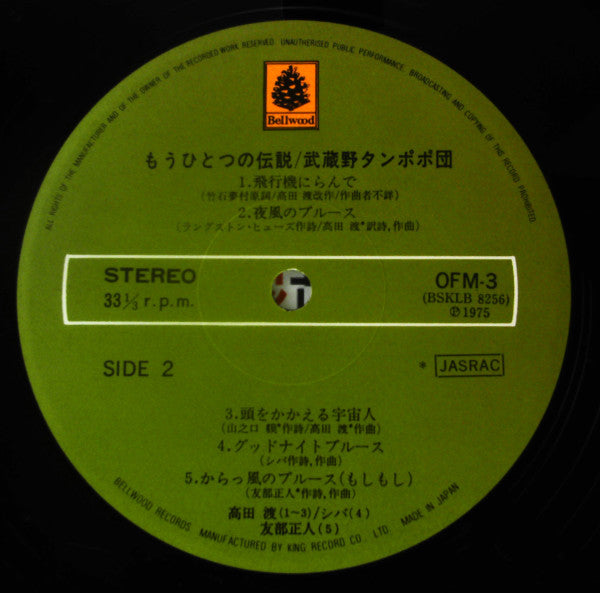 ALL RIGHTS OF THE MANUFACTURER AND OF THE OWNER OF THE RECORDED WORK RESERVED. UNAUTHORISED PUBLIC PERFORMANCE, BROADCASTING AND COPYING OF THIS RECORD PROHIBITED.
Bellwood
もうひとつの伝説/武蔵野タンポポ団
1.飛行機にらんで
(竹石夢村原詞/高田 渡改作/作曲者不詳)
2.夜風のブルース
(ラングストン・ヒューズ作詩/高田 渡*訳詩,作曲)
STEREO
33⅓ r.p.m.
OFM-3
(BSKLB 8256)
℗1975
SIDE 2
* JASRAC
3.頭をかかえる宇宙人
(山之口 貘*作詩/高田 渡*作曲)
4.グッドナイトブルース
(シバ作詩,作曲)
5.からっ風のブルース(もしもし)
(友部正人*作詩,作曲)
高田 渡(1~3)/シバ(4)
友部正人(5)
BELLWOOD RECORDS. MANUFACTURED BY KING RECORD CO. LTD. MADE IN JAPAN